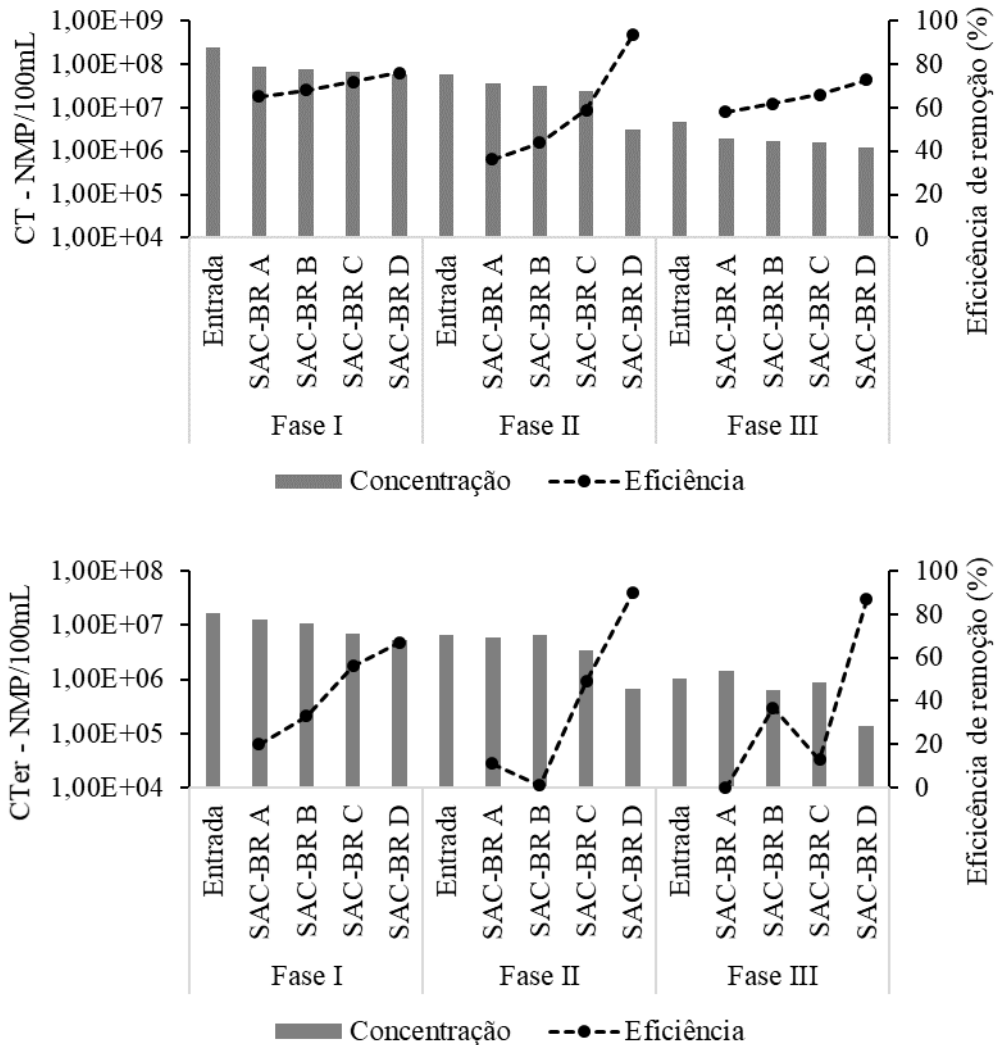 CT - NMP/100mL
1,00E+09
1,00E+08
1,00E+07
1,00E+06
1,00E+05
1,00E+04
100
80
60
40
20
0
Eficicência de remoção (%)
Entrada
SAC-BR A
SAC-BR B
SAC-BR C
SAC-BR D
Entrada
SAC-BR A
SAC-BR B
SAC-BR C
SAC-BR D
Entrada
SAC-BR A
SAC-BR B
SAC-BR C
SAC-BR D
Fase I
Fase II
Fase III
Concentração
Eficiência
CTer - NMP/100mL
1,00E+08
1,00E+07
1,00E+06
1,00E+05
1,00E+04
100
80
60
40
20
0
Eficicência de remoção (%)
Entrada
SAC-BR A
SAC-BR B
SAC-BR C
SAC-BR D
Entrada
SAC-BR A
SAC-BR B
SAC-BR C
SAC-BR D
Entrada
SAC-BR A
SAC-BR B
SAC-BR C
SAC-BR D
Fase I
Fase II
Fase III
Concentração
Eficiência